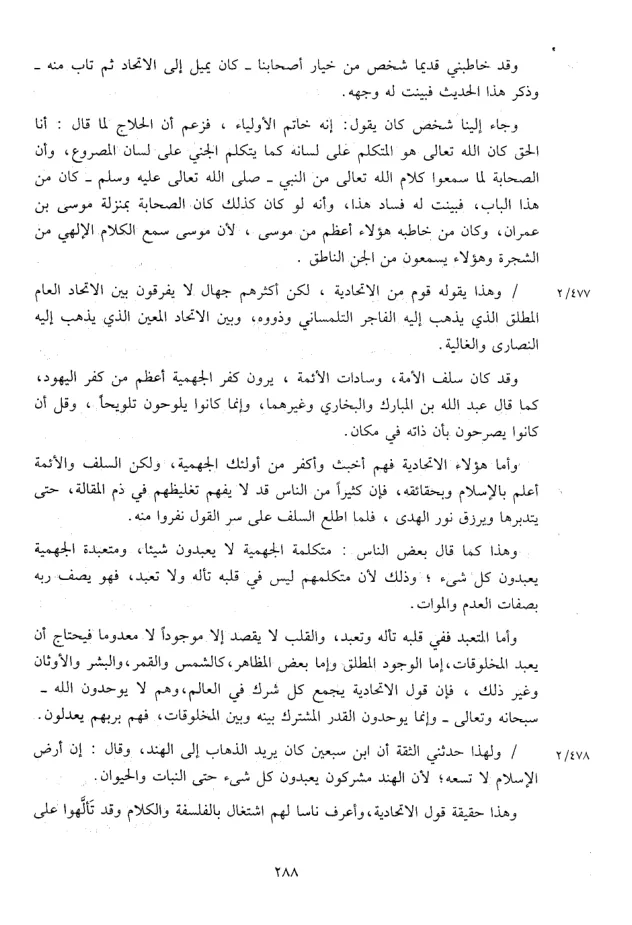 وقد خاطبني قديما شخص من خيار أصحابنا ــ كان يميل إلى الاتحاد ثم تاب منه ــ
وذكر هذا الحديث فبينت له وجهه.
وجاء إلينا شخص كان يقول: إنه خاتم الأولياء ، فزعم أن الحلاج لما قال : أنا
الحق كان الله تعالى هو المتكلم على لسانه كما يتكلم الجني على لسان المصروع، وأن
الصحابة لما سمعوا كلام الله تعالى من النبي ــ صلى الله تعالى عليه وسلم ــ كان من
هذا الباب، فبينت له فساد هذا، وأنه لو كان كذلك كان الصحابة بمنزلة موسى بن
عمران، وكان من خاطبه هؤلاء أعظم من موسى ، لأن موسى سمع الكلام الإلهي من
الشجرة وهؤلاء يسمعون من الجن الناطق .
٢/٤٧٧ / وهذا يقوله قوم من الاتحادية ، لكن أكثرهم جهال لا يفرقون بين الاتحاد العام
المطلق الذي يذهب إليه الفاجر التلمساني وذووه، وبين الاتحاد المعين الذي يذهب إليه
النصارى والغالية.
وقد كان سلف الأمة، وسادات الأئمة ، يرون كفر الجهمية أعظم من كفر اليهود،
كما قال عبد الله بن المبارك والبخاري وغيرهما، وإنما كانوا يلوحون تلويحاً ، وقل أن
كانوا يصرحون بأن ذاته في مكان.
وأما هؤلاء الاتحادية فهم أخبث وأكفر من أولئك الجهمية، ولكن السلف والأئمة
أعلم بالإسلام وبحقائقه، فإن كثيراً من الناس قد لا يفهم تغليظهم في ذم المقالة، حتى
يتدبرها ويرزق نور الهدى ، فلما اطلع السلف على سر القول نفروا منه.
وهذا كما قال بعض الناس : متكلمة الجهمية لا يعبدون شيئا، ومتعبدة الجهمية
يعبدون كل شىء ؛ وذلك لأن متكلمهم ليس في قلبه تأله ولا تعبد، فهو يصف ربه
بصفات العدم والموات.
وأما المتعبد ففي قلبه تأله وتعبد، والقلب لا يقصد إلا موجوداً لا معدوما فيحتاج أن
يعبد المخلوقات، إما الوجود المطلق وإما بعض المظاهر، كالشمس والقمر، والبشر والأوثان
وغير ذلك ، فإن قول الاتحادية يجمع كل شرك في العالم، وهم لا يوحدون الله ــ
سبحانه وتعالى ــ وإنما يوحدون القدر المشترك بينه وبين المخلوقات، فهم بربهم يعدلون.
٢/٤٧٨ / ولهذا حدثني الثقة أن ابن سبعين كان يريد الذهاب إلى الهند، وقال : إن أرض
الإسلام لا تسعه؛ لأن الهند مشركون يعبدون كل شىء حتى النبات والحيوان.
وهذا حقيقة قول الاتحادية، وأعرف ناسا لهم اشتغال بالفلسفة والكلام وقد تَألَّهوا على
٢٨٨